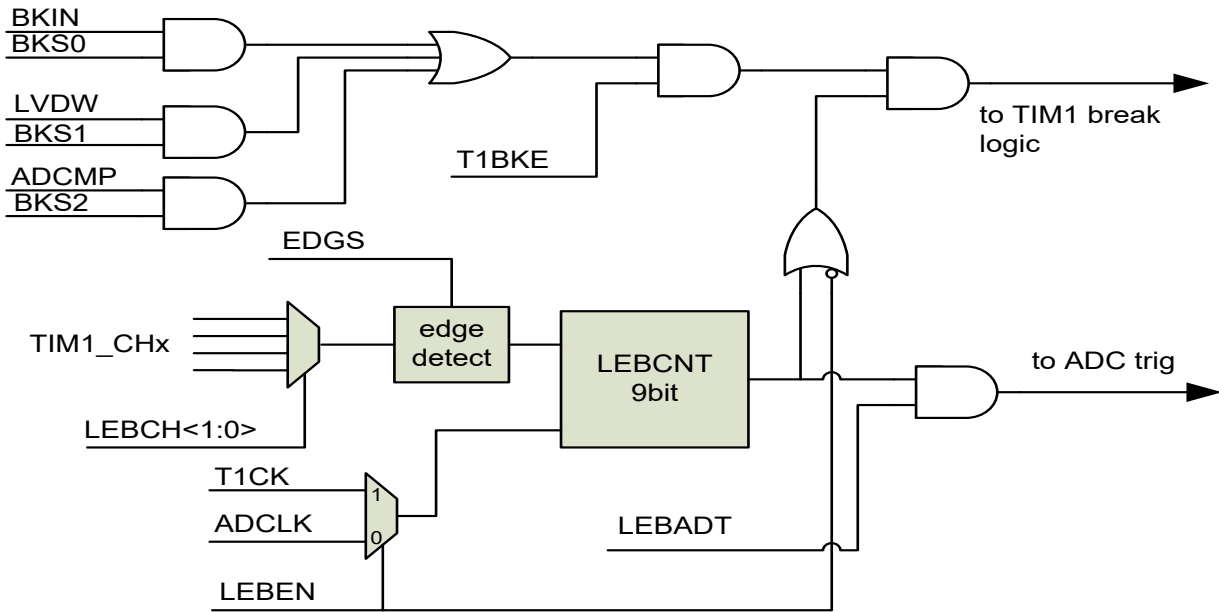 BKIN
BKS0
LVDW
BKS1
ADCMP
BKS2
T1BKE
to TIM1 break
logic
EDGS
TIM1_CHx
edge
detect
LEBCNT
9bit
to ADC trig
LEBCH<1:0>
T1CK
1
ADCLK
0
LEBADT
LEBEN